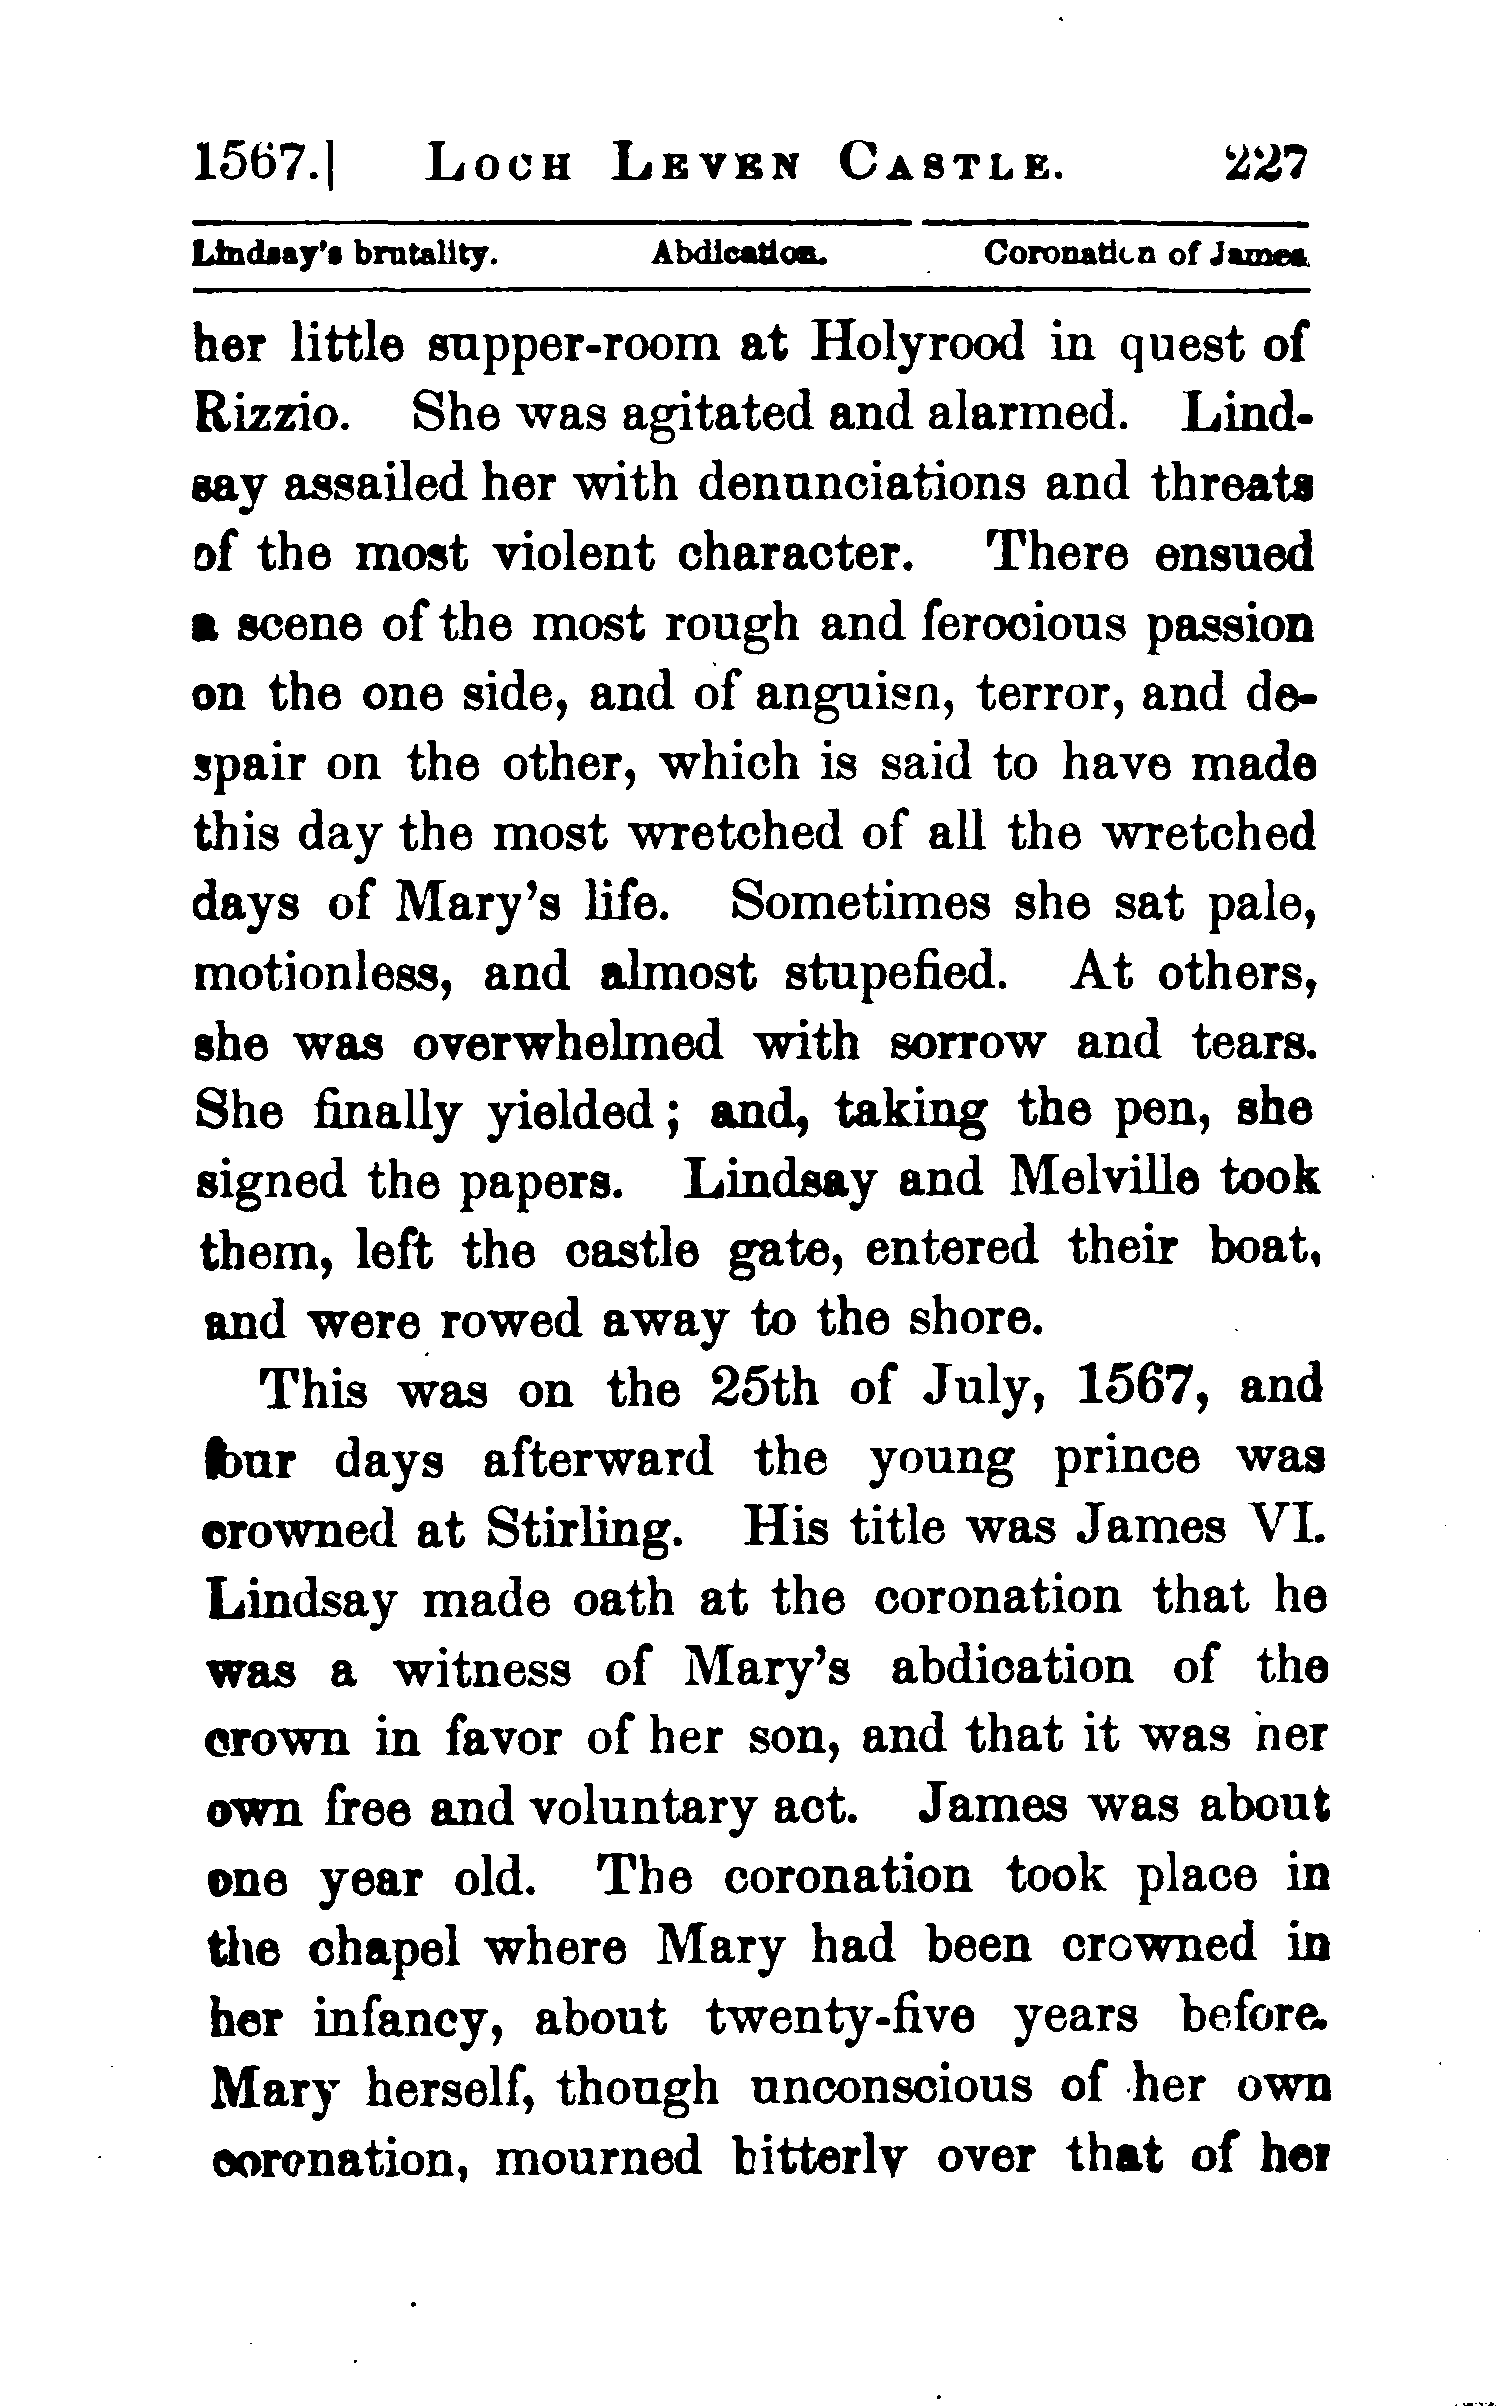 1567.] LOCH LEVEN CASTLE. 227
Lindsay's brutality. Abdication. Coronation of James.
her little supper-room at Holyrood in quest of
Rizzio. She was agitated and alarmed. Lind-
say assailed her with denunciations and threats
of the most violent character. There ensued
a scene of the most rough and ferocious passion
on the one side, and of anguish, terror, and de-
spair on the other, which is said to have made
this day the most wretched of all the wretched
days of Mary's life. Sometimes she sat pale,
motionless, and almost stupefied. At others,
she was overwhelmed with sorrow and tears.
She finally yielded; and, taking the pen, she
signed the papers. Lindsay and Melville took
them, left the castle gate, entered their boat,
and were rowed away to the shore.
This was on the 25th of July, 1567, and
four days afterward the young prince was
crowned at Stirling. His title was James VI.
Lindsay made oath at the coronation that he
was a witness of Mary's abdication of the
crown in favor of her son, and that it was her
own free and voluntary act. James was about
one year old. The coronation took place in
the chapel where Mary had been crowned in
her infancy, about twenty-five years before.
Mary herself, though unconscious of her own
coronation, mourned bitterly over that of her